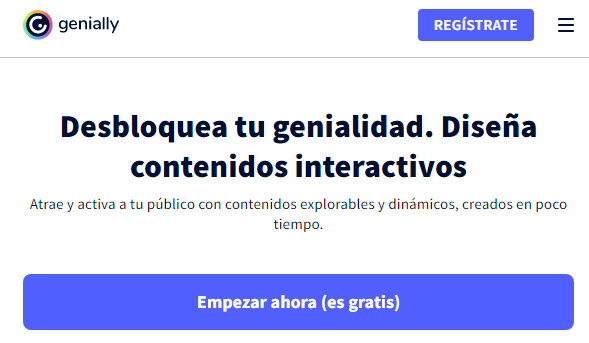 genially
REGÍSTRATE
Desbloquea tu genialidad. Diseña
contenidos interactivos
Atrae y activa a tu público con contenidos explorables y dinámicos, creados en poco
tiempo.
Empezar ahora (es gratis)